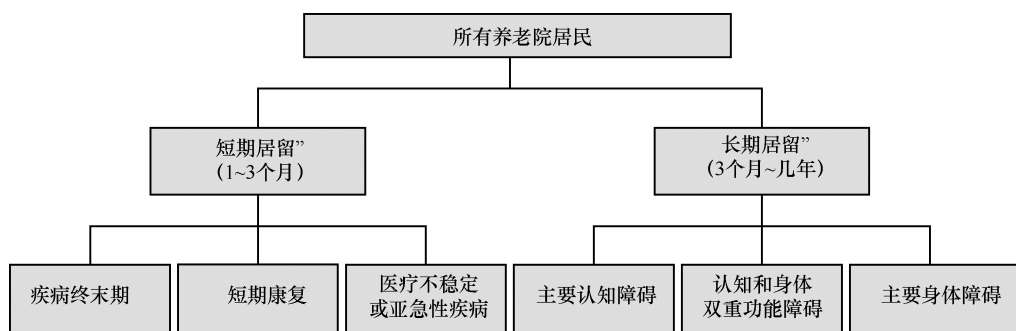 所有养老院居民
短期居留”
（1~3个月）
长期居留”
（3个月~几年）
疾病终末期
短期康复
医疗不稳定
或亚急性疾病
主要认知障碍
认知和身体
双重功能障碍
主要身体障碍